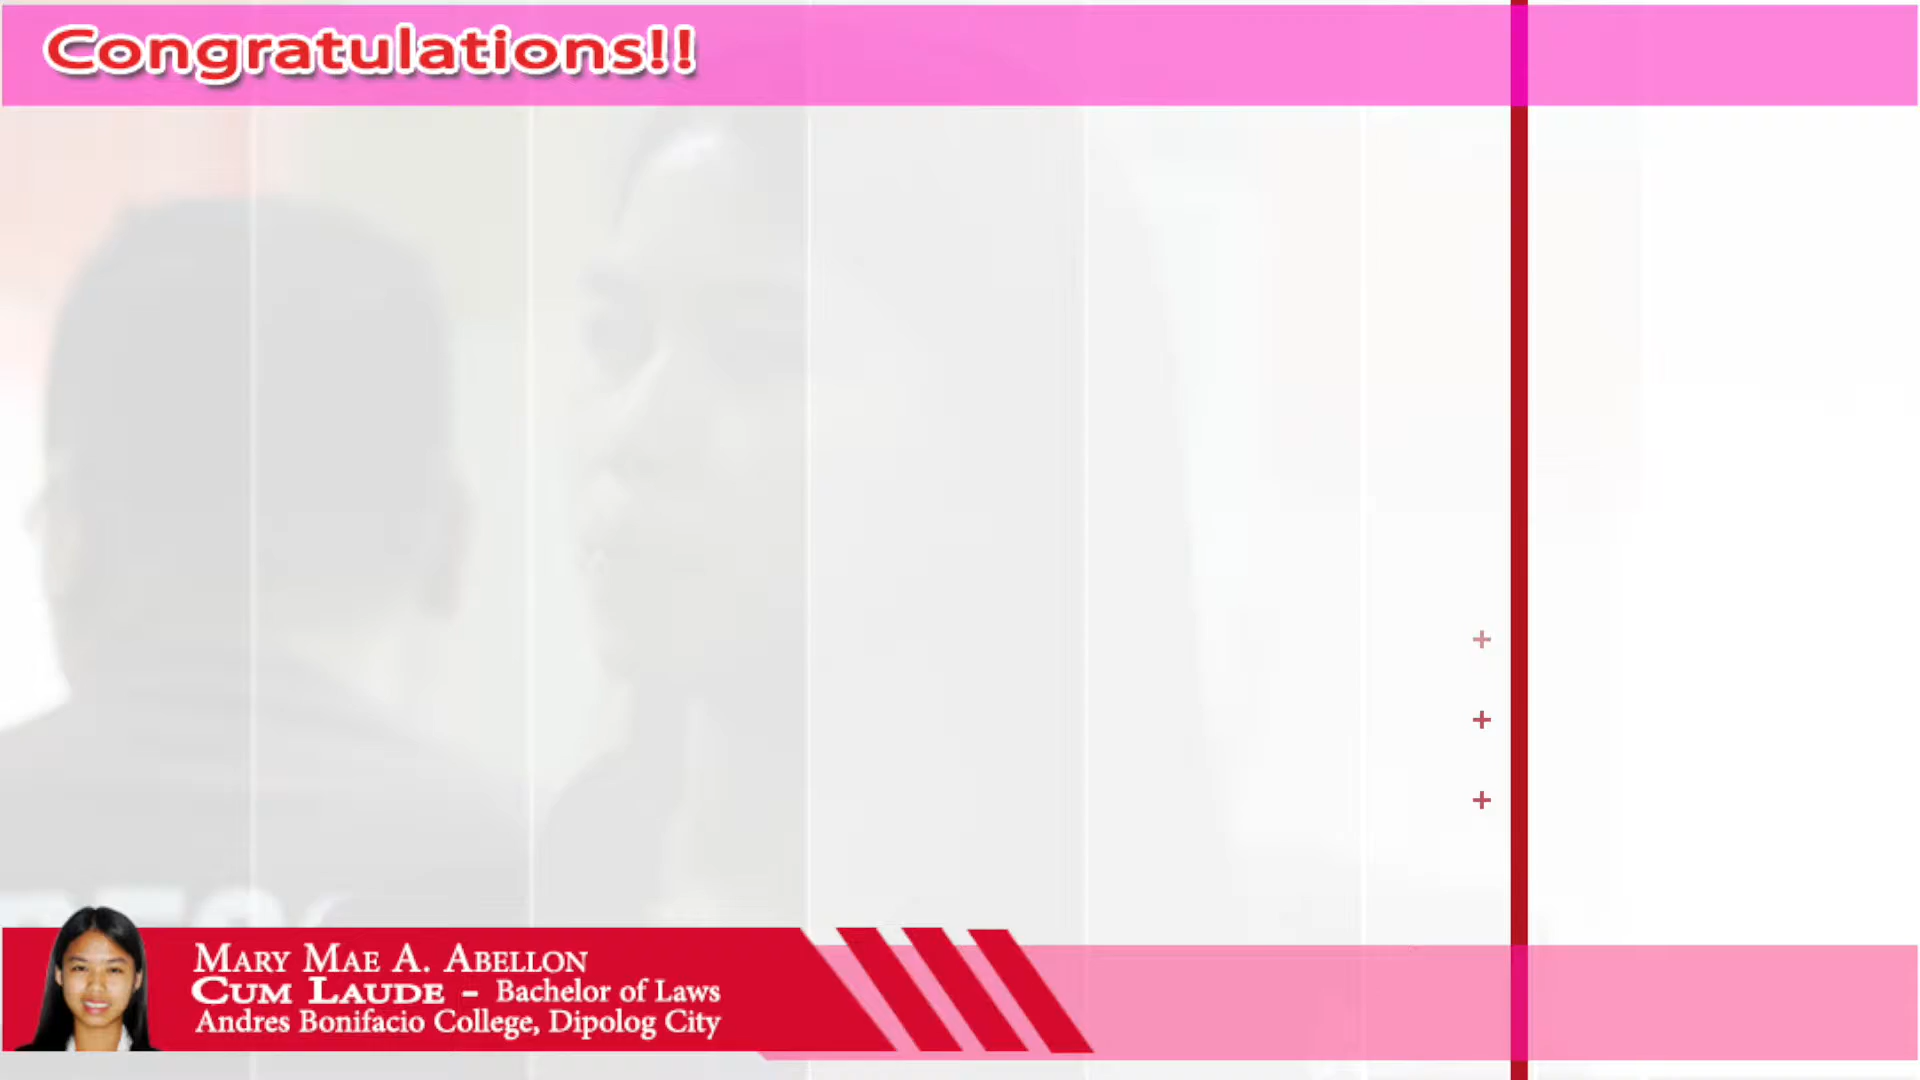 Congratulations!!
Mary Mae A. Abellon
Cum Laude - Bachelor of Laws
Andres Bonifacio College, Dipolog City